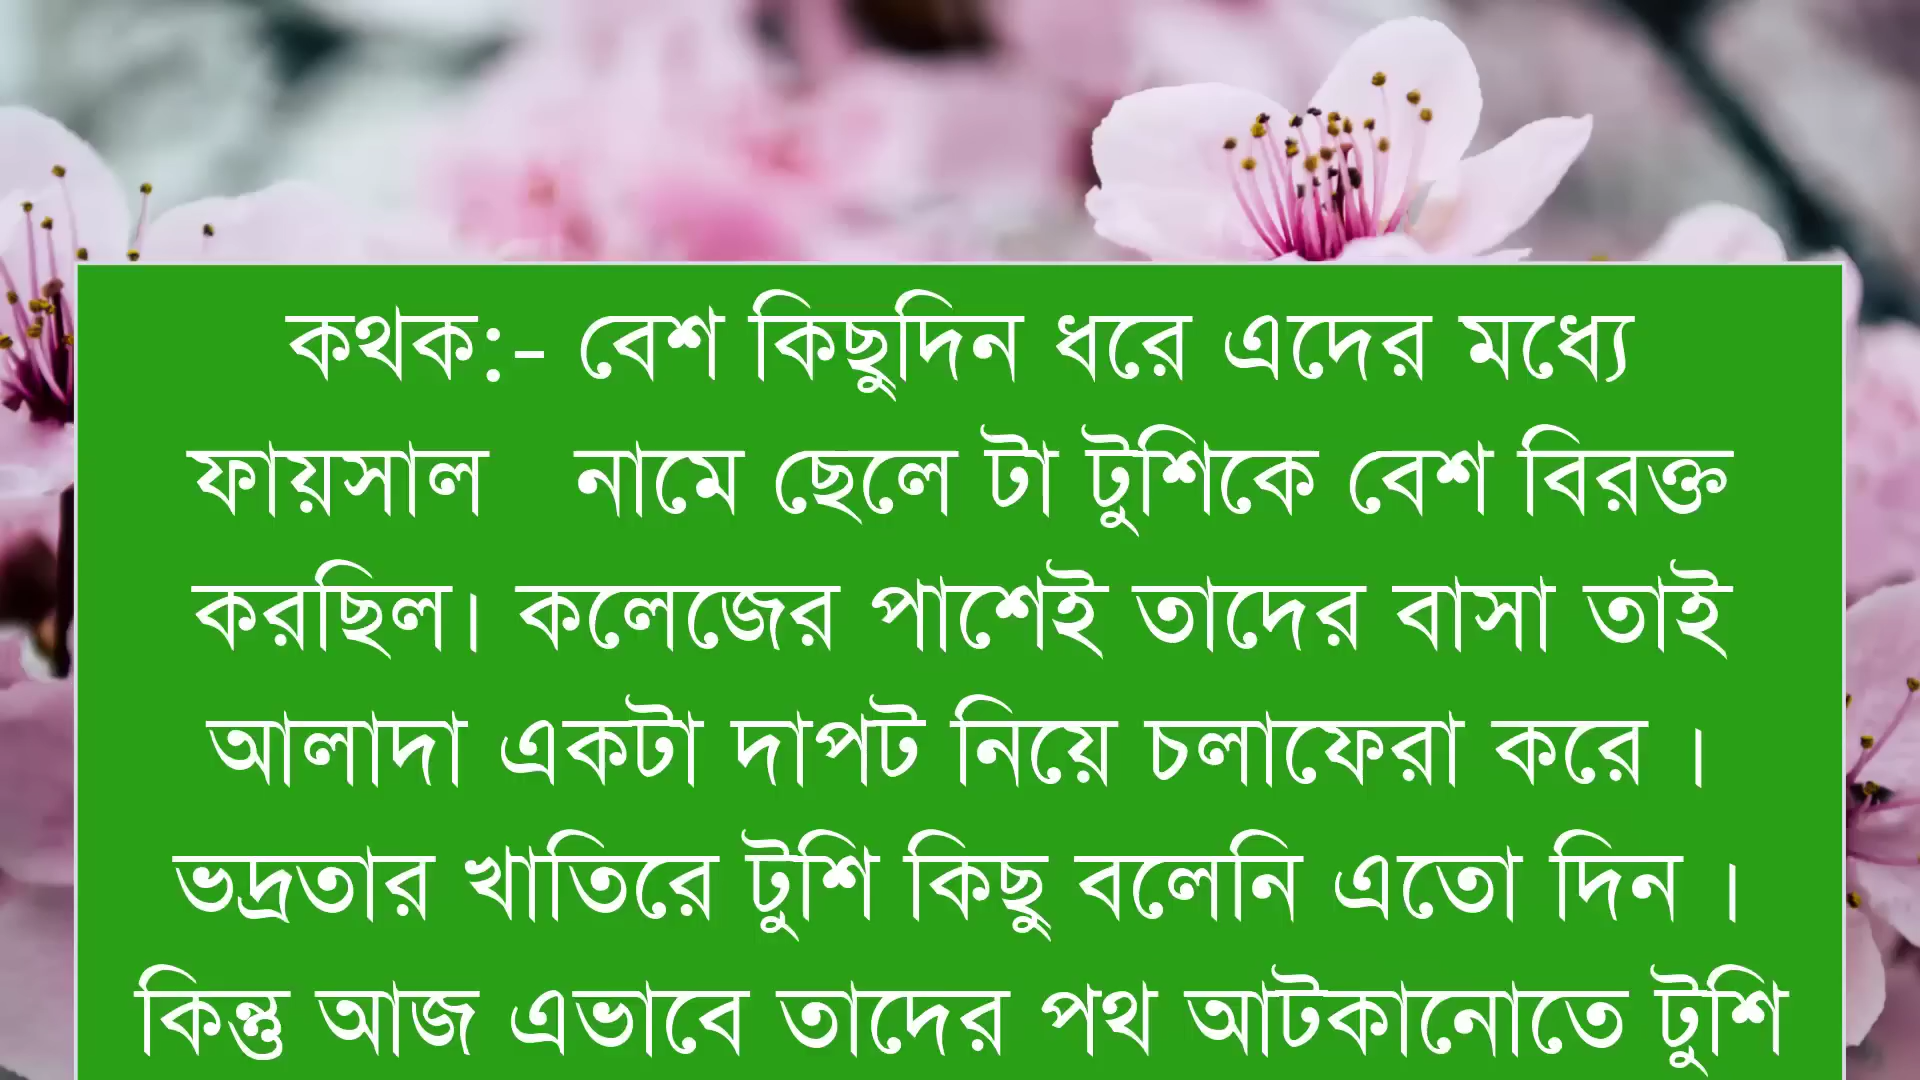 কথক:- বেশ কিছুদিন ধরে এদের মধ্যে
ফায়সাল নামে ছেলে টা টুশিকে বেশ বিরক্ত
করছিল। কলেজের পাশেই তাদের বাসা তাই
আলাদা একটা দাপট নিয়ে চলাফেরা করে ।
ভদ্রতার খাতিরে টুশি কিছু বলেনি এতো দিন ।
কিন্তু আজ এভাবে তাদের পথ আটকানোতে টুশি